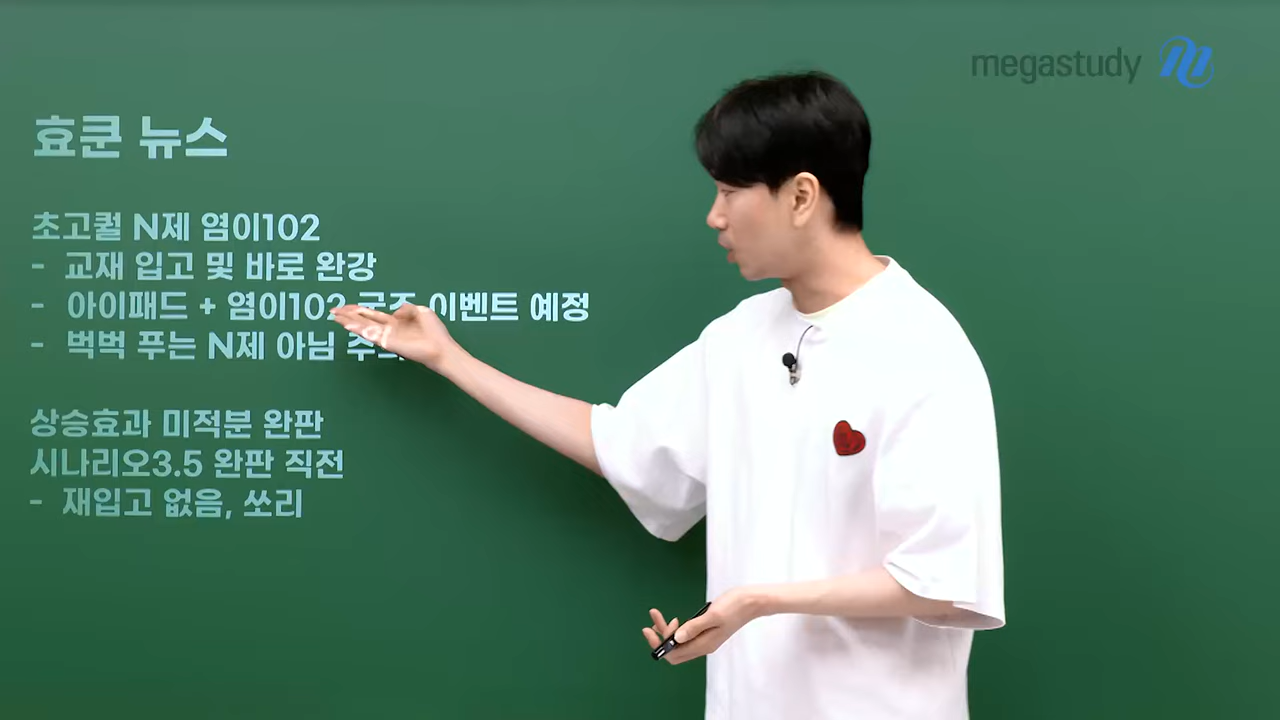 megastudy
효쿤 뉴스
초고퀄 N제 염이102
- 교재 입고 및 바로 완강
- 아이패드 + 염이102 이벤트 예정
- 벅벅 푸는 N제 아님 주의
상승효과 미적분 완판
시나리오3.5 완판 직전
- 재입고 없음, 쏘리